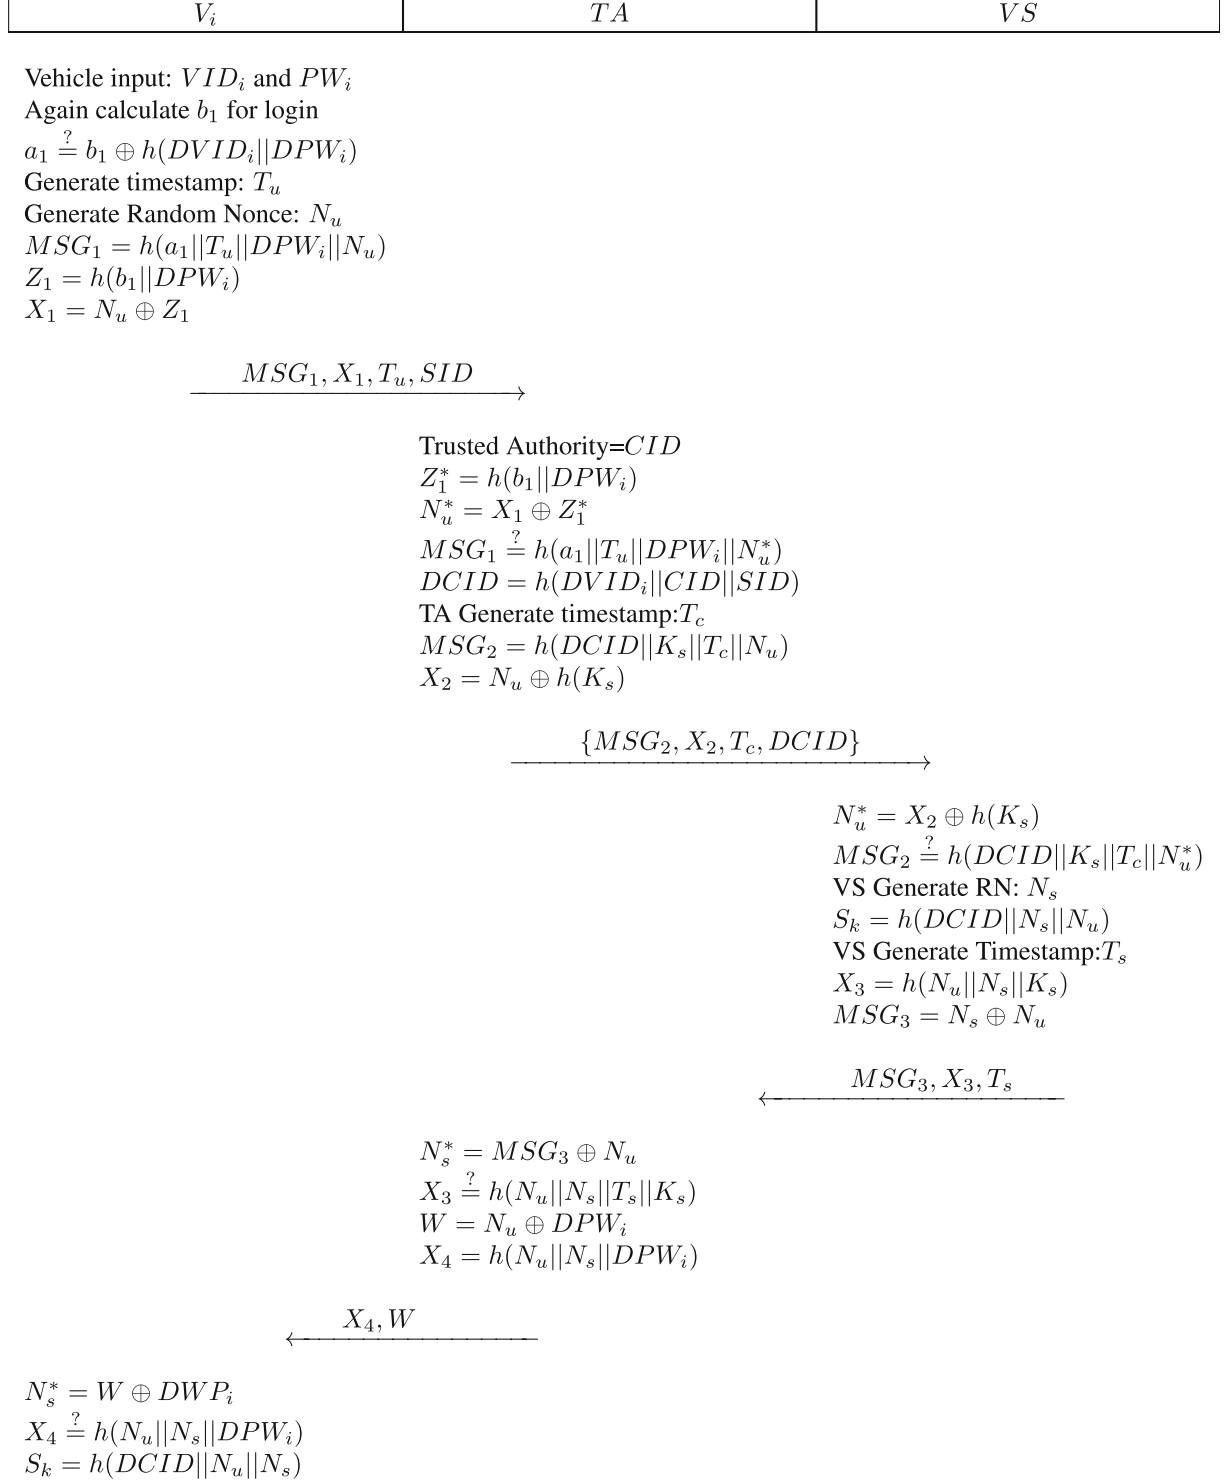 V_i TA VS
Vehicle input: VID_i and PW_i
Again calculate b_1 for login
a_1 ≟ b_1 ⊕ h(DVID_i||DPW_i)
Generate timestamp: T_u
Generate Random Nonce: N_u
MSG_1 = h(a_1||T_u||DPW_i||N_u)
Z_1 = h(b_1||DPW_i)
X_1 = N_u ⊕ Z_1
MSG_1, X_1, T_u, SID
Trusted Authority=CID
Z_1^* = h(b_1||DPW_i)
N_u^* = X_1 ⊕ Z_1^*
MSG_1 ≟ h(a_1||T_u||DPW_i||N_u^*)
DCID = h(DVID_i||CID||SID)
TA Generate timestamp:T_c
MSG_2 = h(DCID||K_s||T_c||N_u)
X_2 = N_u ⊕ h(K_s)
{MSG_2, X_2, T_c, DCID}
N_u^* = X_2 ⊕ h(K_s)
MSG_2 ≟ h(DCID||K_s||T_c||N_u^*)
VS Generate RN: N_s
S_k = h(DCID||N_s||N_u)
VS Generate Timestamp:T_s
X_3 = h(N_u||N_s||K_s)
MSG_3 = N_s ⊕ N_u
MSG_3, X_3, T_s
N_s^* = MSG_3 ⊕ N_u
X_3 ≟ h(N_u||N_s||T_s||K_s)
W = N_u ⊕ DPW_i
X_4 = h(N_u||N_s||DPW_i)
X_4, W
N_s^* = W ⊕ DWP_i
X_4 ≟ h(N_u||N_s||DPW_i)
S_k = h(DCID||N_u||N_s)